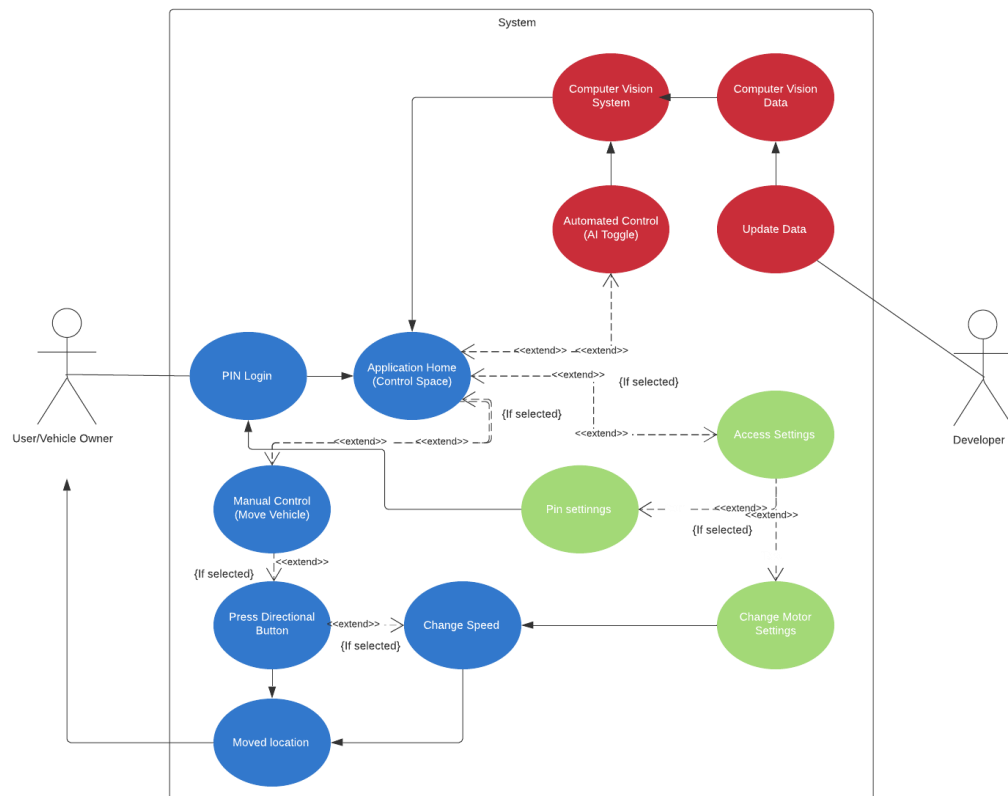 System
Computer Vision
System
Computer Vision
Data
Automated Control
(AI Toggle)
Update Data
<<extend>>
<<extend>>
PIN Login
Application Home
(Control Space)
<<extend>>
{If selected}
{If selected}
User/Vehicle Owner
<<extend>>
<<extend>>
<<extend>>
Access Settings
Developer
Manual Control
(Move Vehicle)
Pin settinngs
<<extend>>
<<extend>>
{If selected}
<<extend>>
{If selected}
Press Directional
Button
<<extend>>
Change Speed
Change Motor
Settings
{If selected}
Moved location